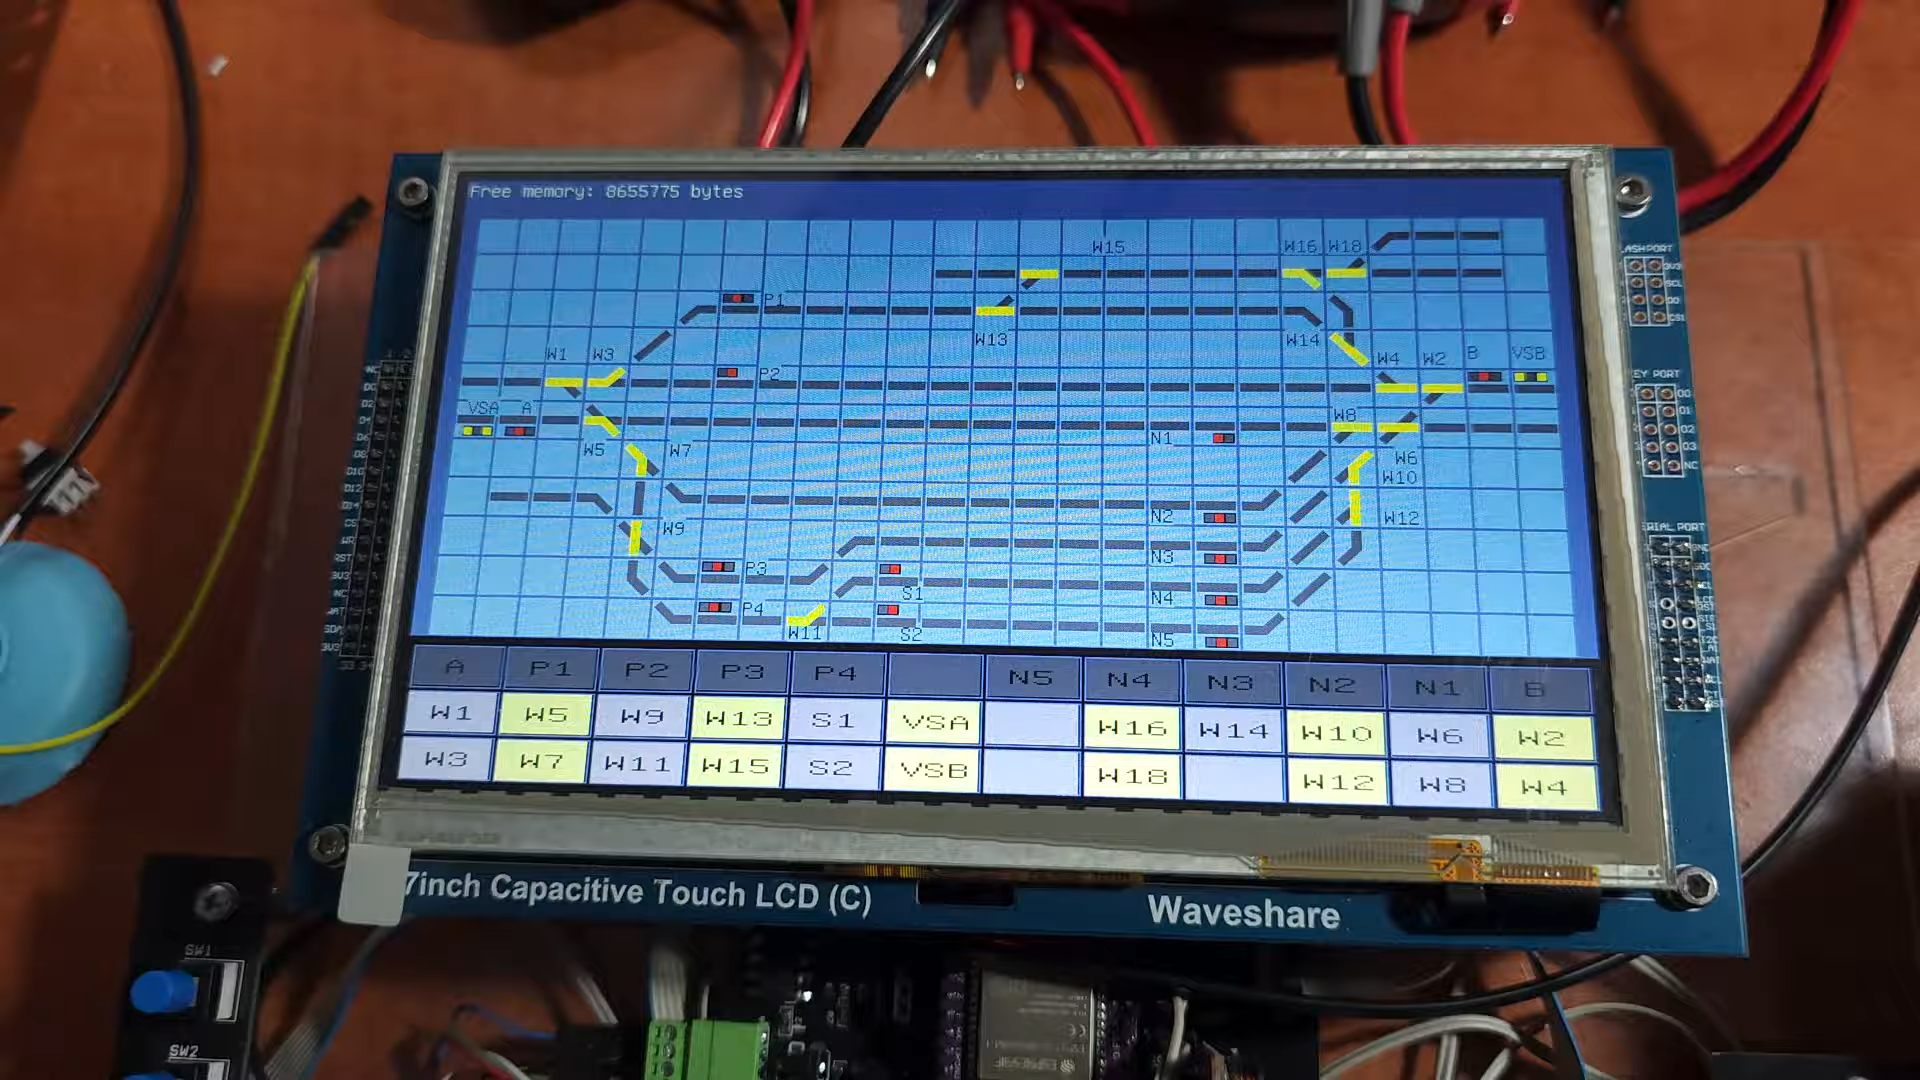 Free memory: 8655775 bytes
W15 W16 W18
P1
W13 W14
W1 W3 P2 W4 W2 B VSB
VSA A W8
W5 W7 N1 W6
W10
W9 N2 W12
P3 N3
S1 N4
P4
W11 S2 N5
A P1 P2 P3 P4 N5 N4 N3 N2 N1 B
W1 W5 W9 W13 S1 VSA W16 W14 W10 W6 W2
W3 W7 W11 W15 S2 VSB W18 W12 W8 W4
7inch Capacitive Touch LCD (C)
Waveshare
KEY PORT
SW1
SW2